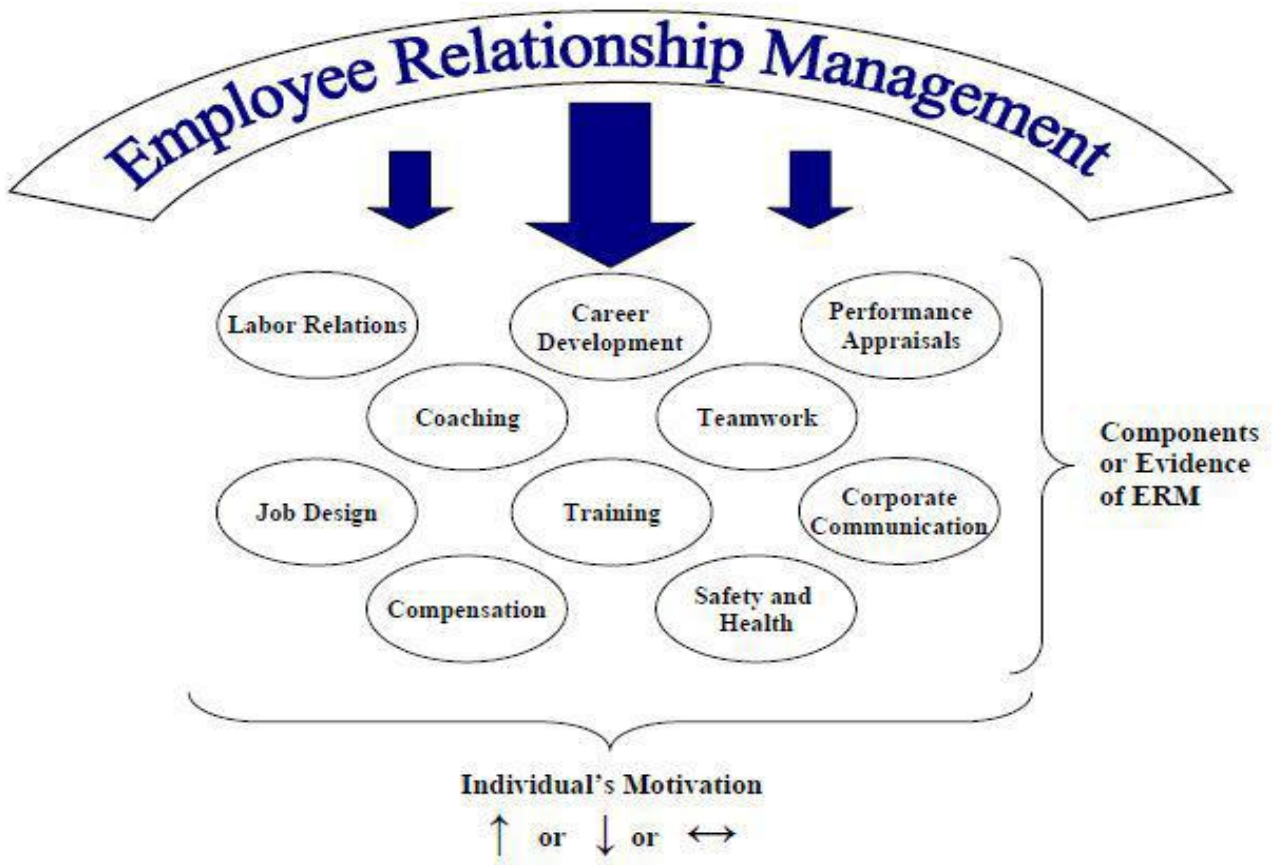 Employee Relationship Management
Labor Relations
Career
Development
Performance
Appraisals
Coaching
Teamwork
Job Design
Training
Corporate
Communication
Compensation
Safety and
Health
Components
or Evidence
of ERM
Individual's Motivation
↑ or ↓ or ↔